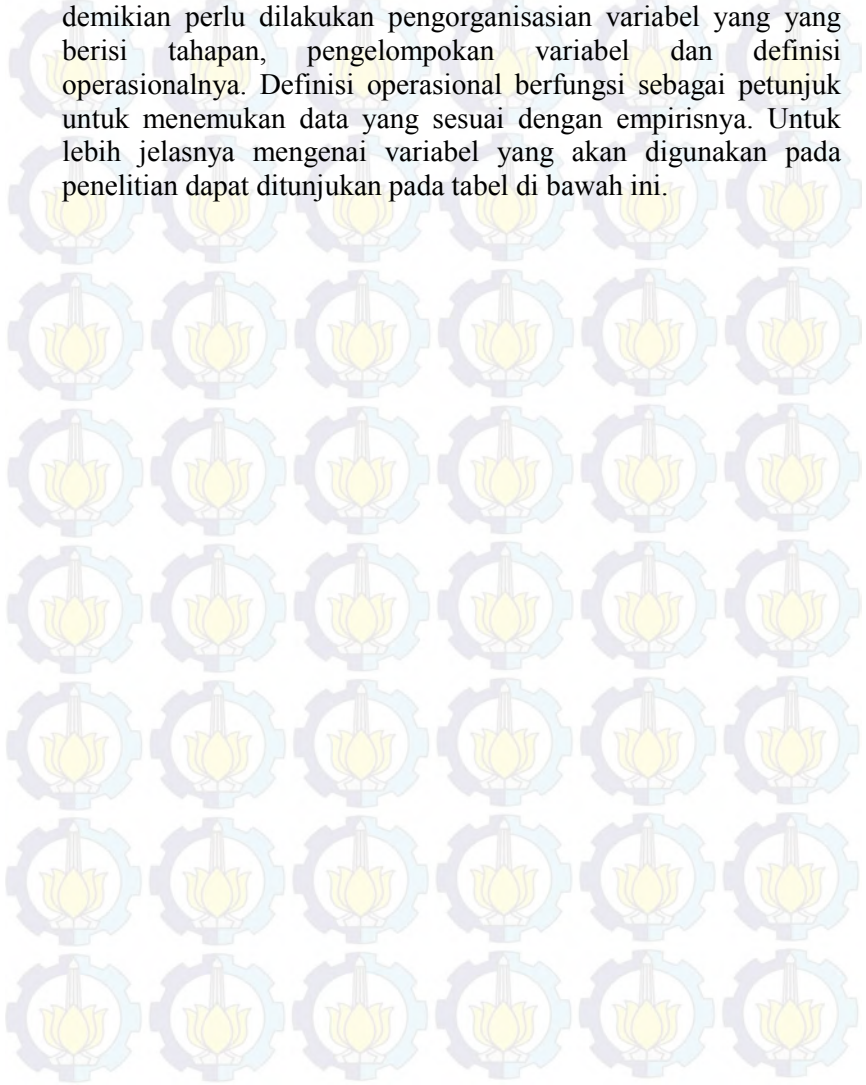 demikian perlu dilakukan pengorganisasian variabel yang yang
berisi tahapan, pengelompokan variabel dan definisi
operasionalnya. Definisi operasional berfungsi sebagai petunjuk
untuk menemukan data yang sesuai dengan empirisnya. Untuk
lebih jelasnya mengenai variabel yang akan digunakan pada
penelitian dapat ditunjukan pada tabel di bawah ini.